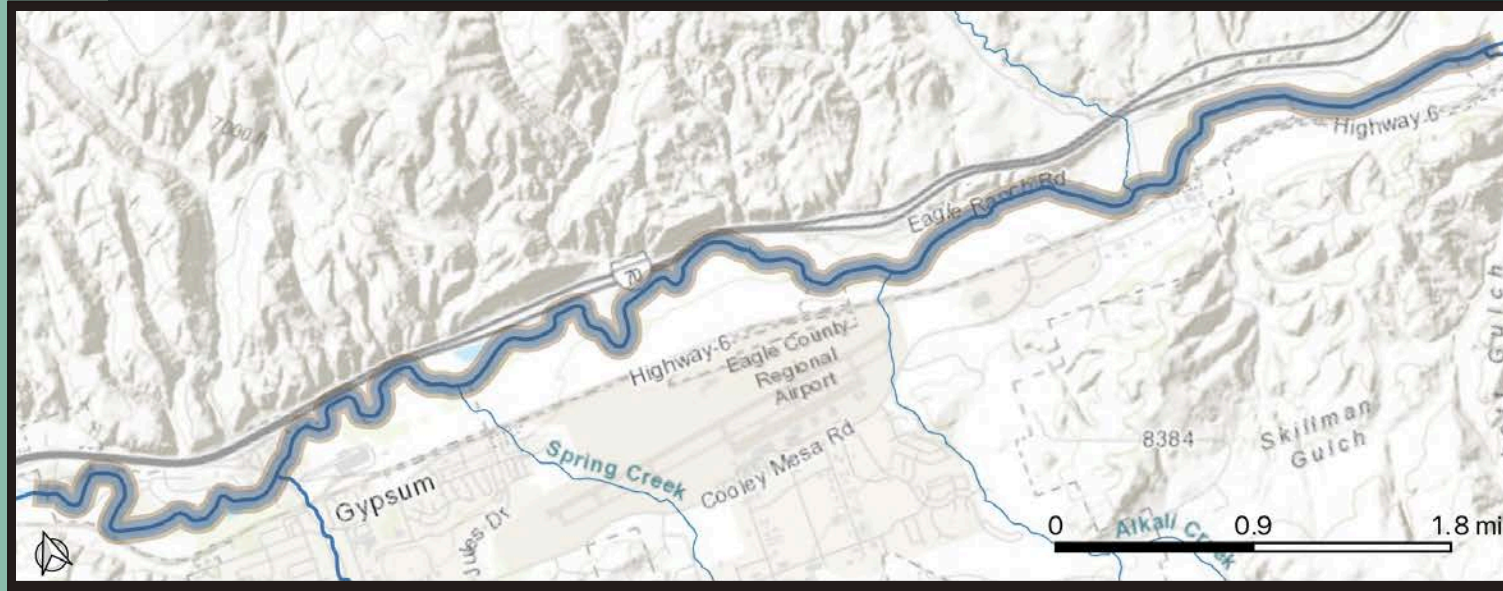 7000 ft
Highway 6
Eagle Ranch Rd
70
Highway 6
Eagle County
Regional
Airport
8384
Skillman
Gulch
Spring Creek
Cooley Mesa Rd
Gypsum
Jules Dr
0 0.9 1.8 mi
Alkali Creek